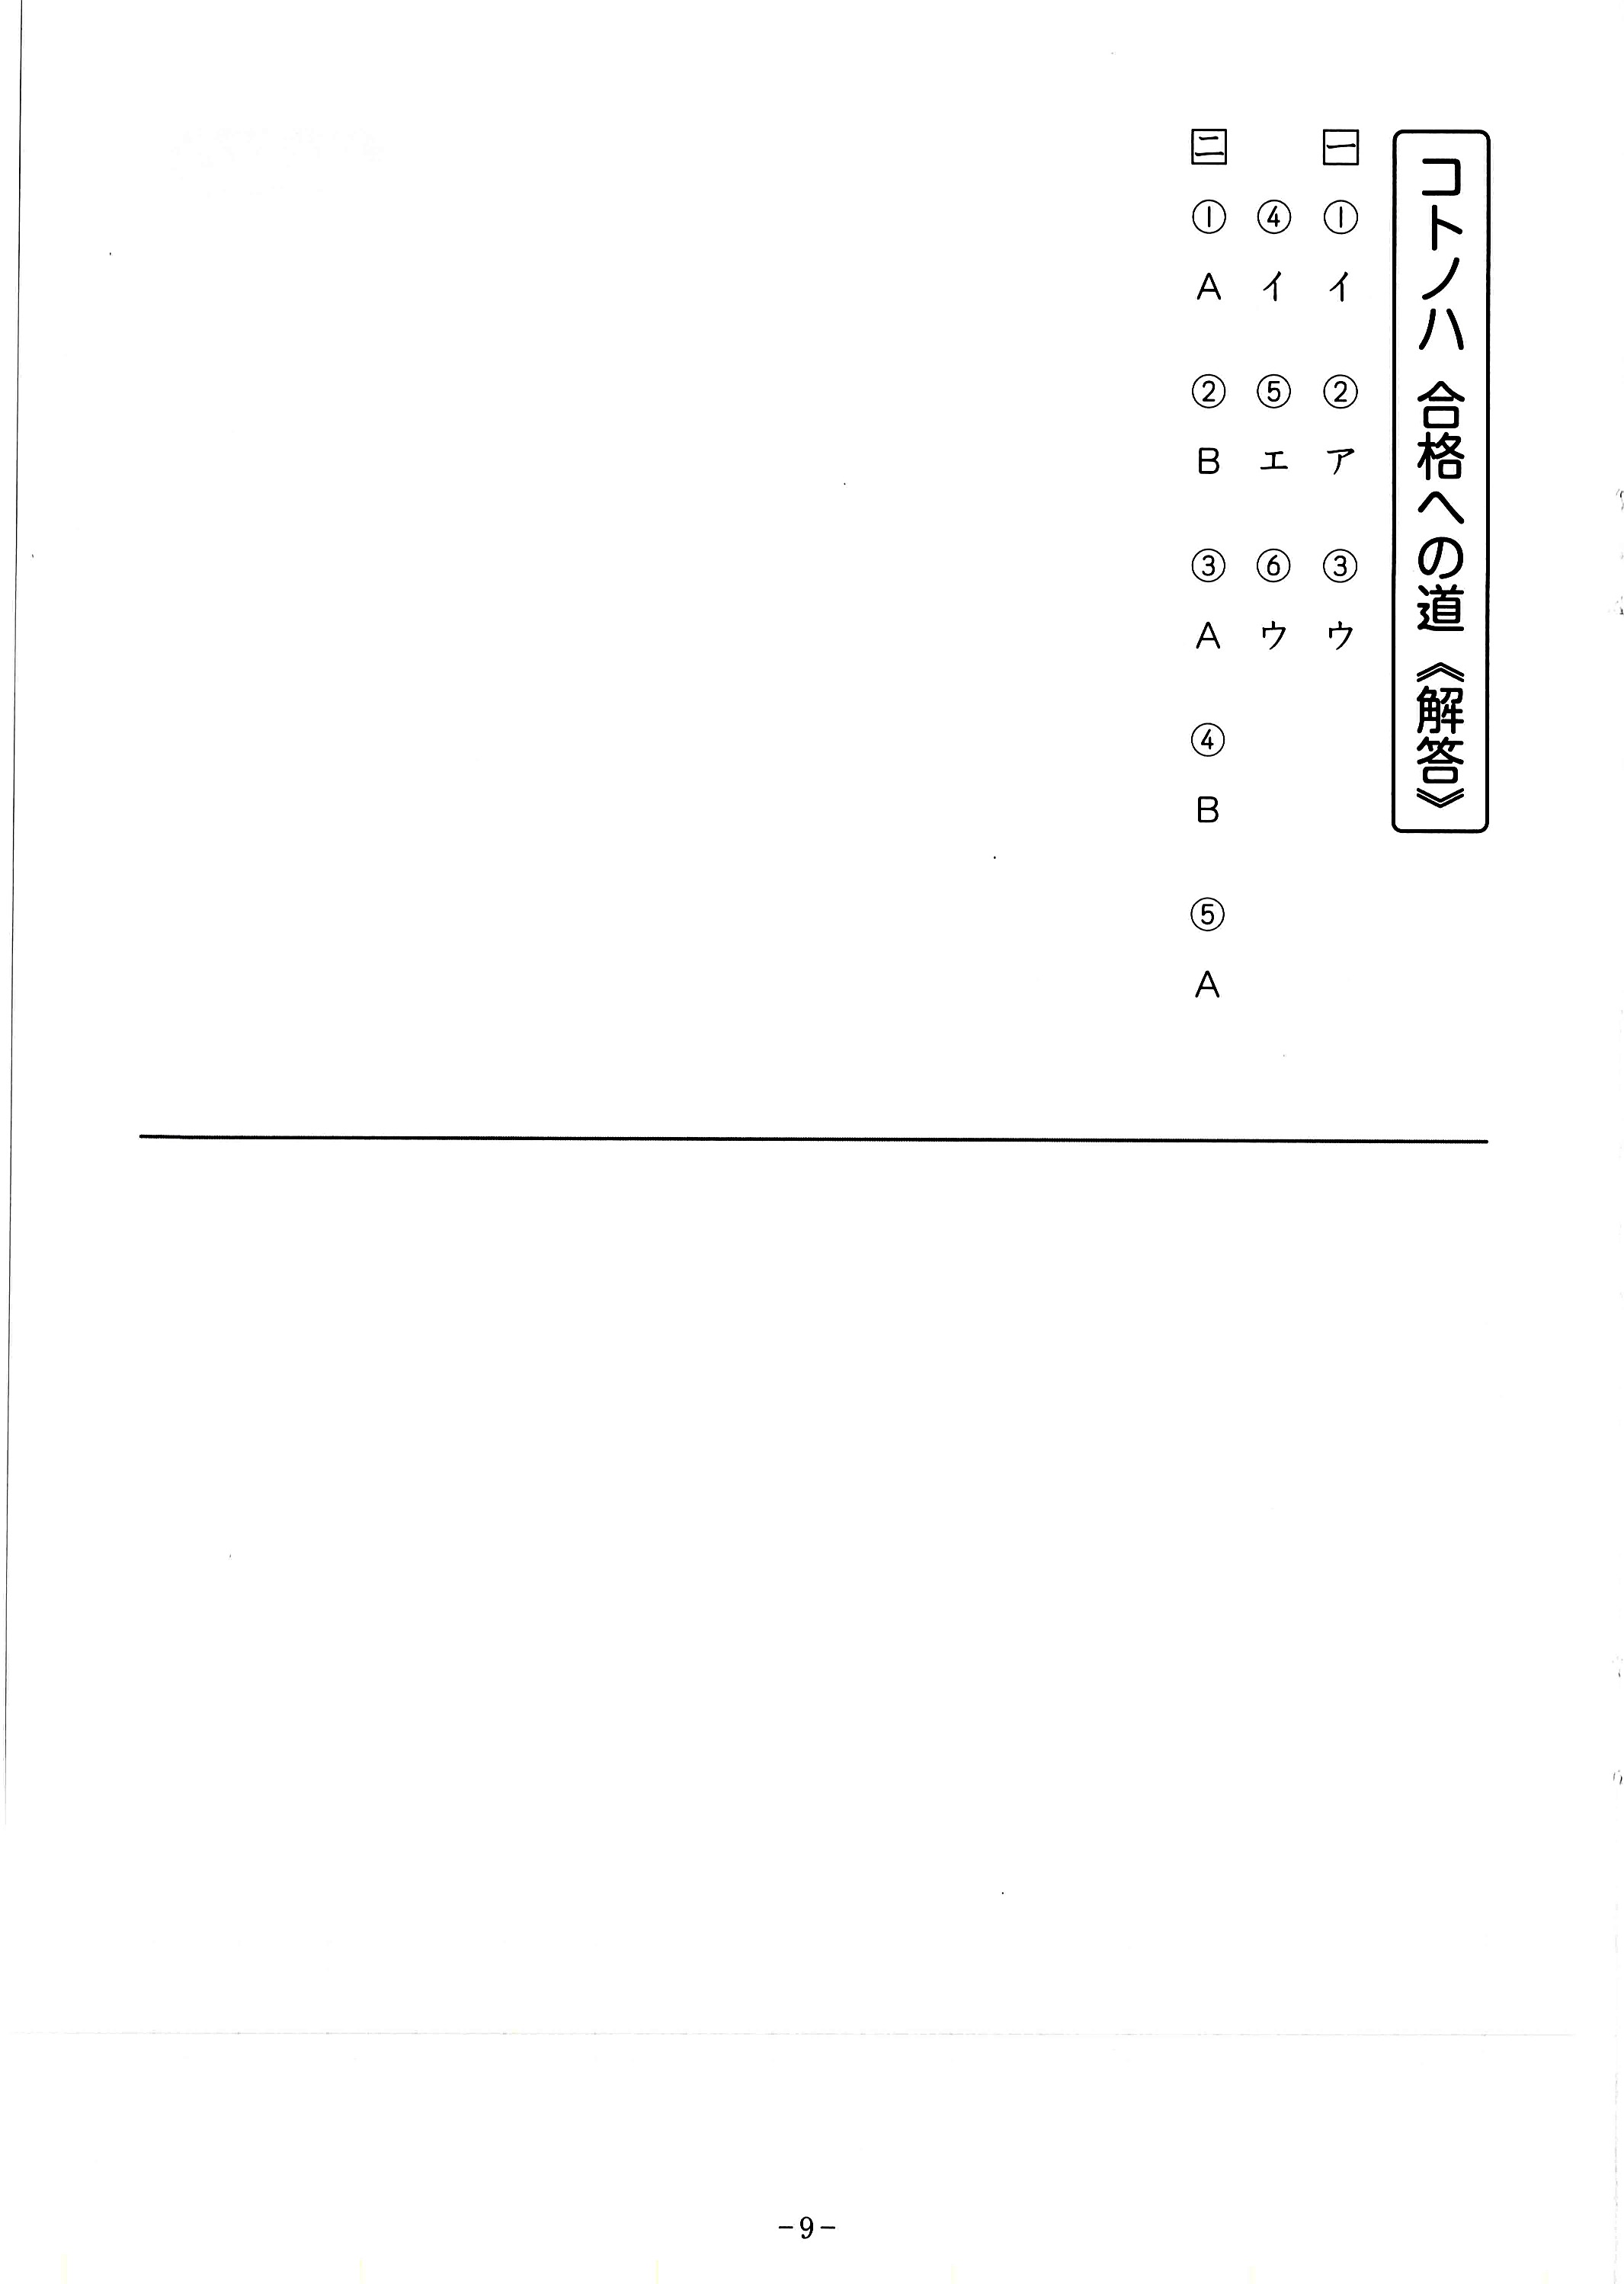 コトノハ 合格への道《解答》
一 ① イ ② ア ③ ウ
④ イ ⑤ エ ⑥ ウ
二 ① A ② B ③ A ④ B ⑤ A
-9-